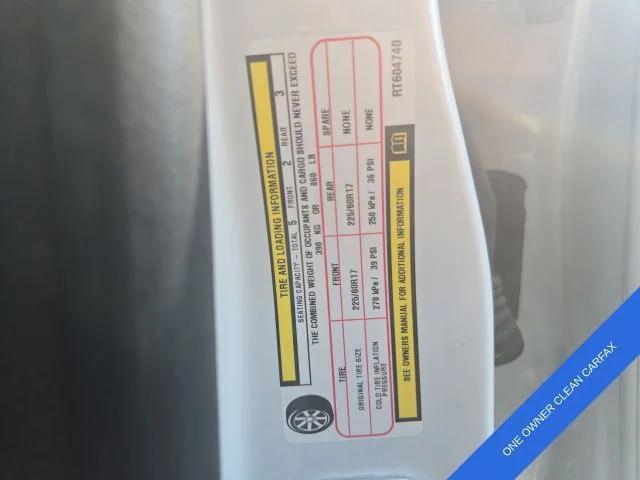 TIRE AND LOADING INFORMATION
SEATING CAPACITY - TOTAL 5 FRONT 2 REAR 3
THE COMBINED WEIGHT OF OCCUPANTS AND CARGO SHOULD NEVER EXCEED
390 KG OR 860 LB
TIRE FRONT REAR SPARE
ORIGINAL TIRE SIZE 225/60R17 225/60R17 NONE
COLD TIRE INFLATION PRESSURE 270 kPa / 39 PSI 250 kPa / 36 PSI NONE
SEE OWNERS MANUAL FOR ADDITIONAL INFORMATION
RT604740
ONE OWNER CLEAN CARFAX